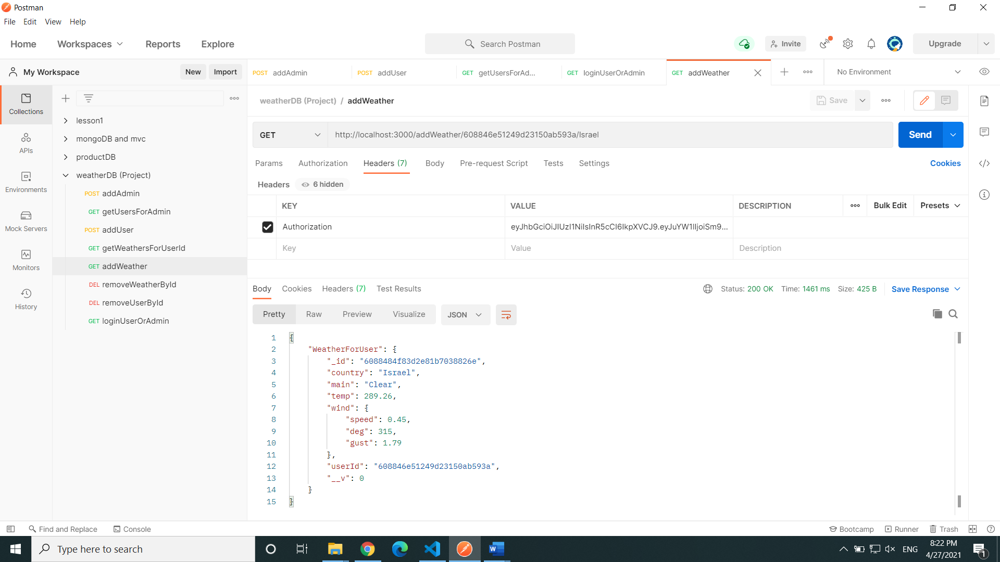 Postman
File Edit View Help
Home Workspaces Reports Explore
Search Postman
Invite
Upgrade
My Workspace
New Import
POST addAdmin
POST addUser
GET getUsersForAd...
GET loginUserOrAdmin
GET addWeather
No Environment
Collections
APIs
Environments
Mock Servers
Monitors
History
lesson1
mongoDB and mvc
productDB
weatherDB (Project)
POST addAdmin
GET getUsersForAdmin
POST addUser
GET getWeathersForUserId
GET addWeather
DEL removeWeatherById
DEL removeUserById
GET loginUserOrAdmin
weatherDB (Project) / addWeather
Save
GET
http://localhost:3000/addWeather/608846e51249d23150ab593a/Israel
Send
Params Authorization Headers (7) Body Pre-request Script Tests Settings
Cookies
Headers 6 hidden
KEY VALUE DESCRIPTION Bulk Edit Presets
Authorization eyJhbGciOiJIUzI1NiIsInR5cCI6IkpXVCJ9.eyJuYW1lIjoiSm9...
Key Value Description
Body Cookies Headers (7) Test Results
Status: 200 OK Time: 1461 ms Size: 425 B
Save Response
Pretty Raw Preview Visualize JSON
1 {
2 "WeatherForUser": {
3 "_id": "6088484f83d2e81b7038826e",
4 "country": "Israel",
5 "main": "Clear",
6 "temp": 289.26,
7 "wind": {
8 "speed": 0.45,
9 "deg": 315,
10 "gust": 1.79
11 },
12 "userId": "608846e51249d23150ab593a",
13 "__v": 0
14 }
15 }
Find and Replace Console
Bootcamp Runner Trash
Type here to search
W
ENG
8:22 PM
4/27/2021
1